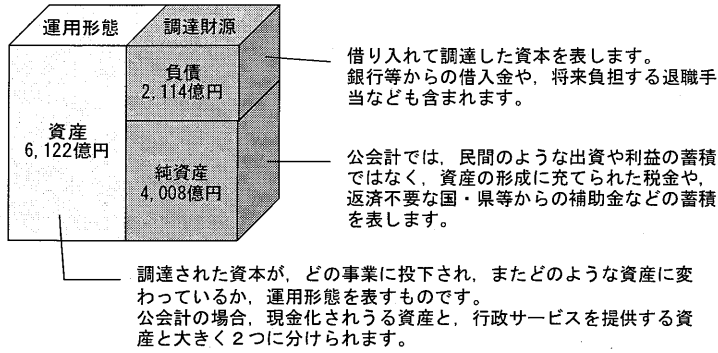 運用形態
調達財源
負債
2,114億円
資産
6,122億円
純資産
4,008億円
借り入れて調達した資本を表します。
銀行等からの借入金や，将来負担する退職手
当なども含まれます。
公会計では，民間のような出資や利益の蓄積
ではなく，資産の形成に充てられた税金や，
返済不要な国・県等からの補助金などの蓄積
を表します。
調達された資本が，どの事業に投下され，またどのような資産に変
わっているか，運用形態を表すものです。
公会計の場合，現金化されうる資産と，行政サービスを提供する資
産と大きく２つに分けられます。